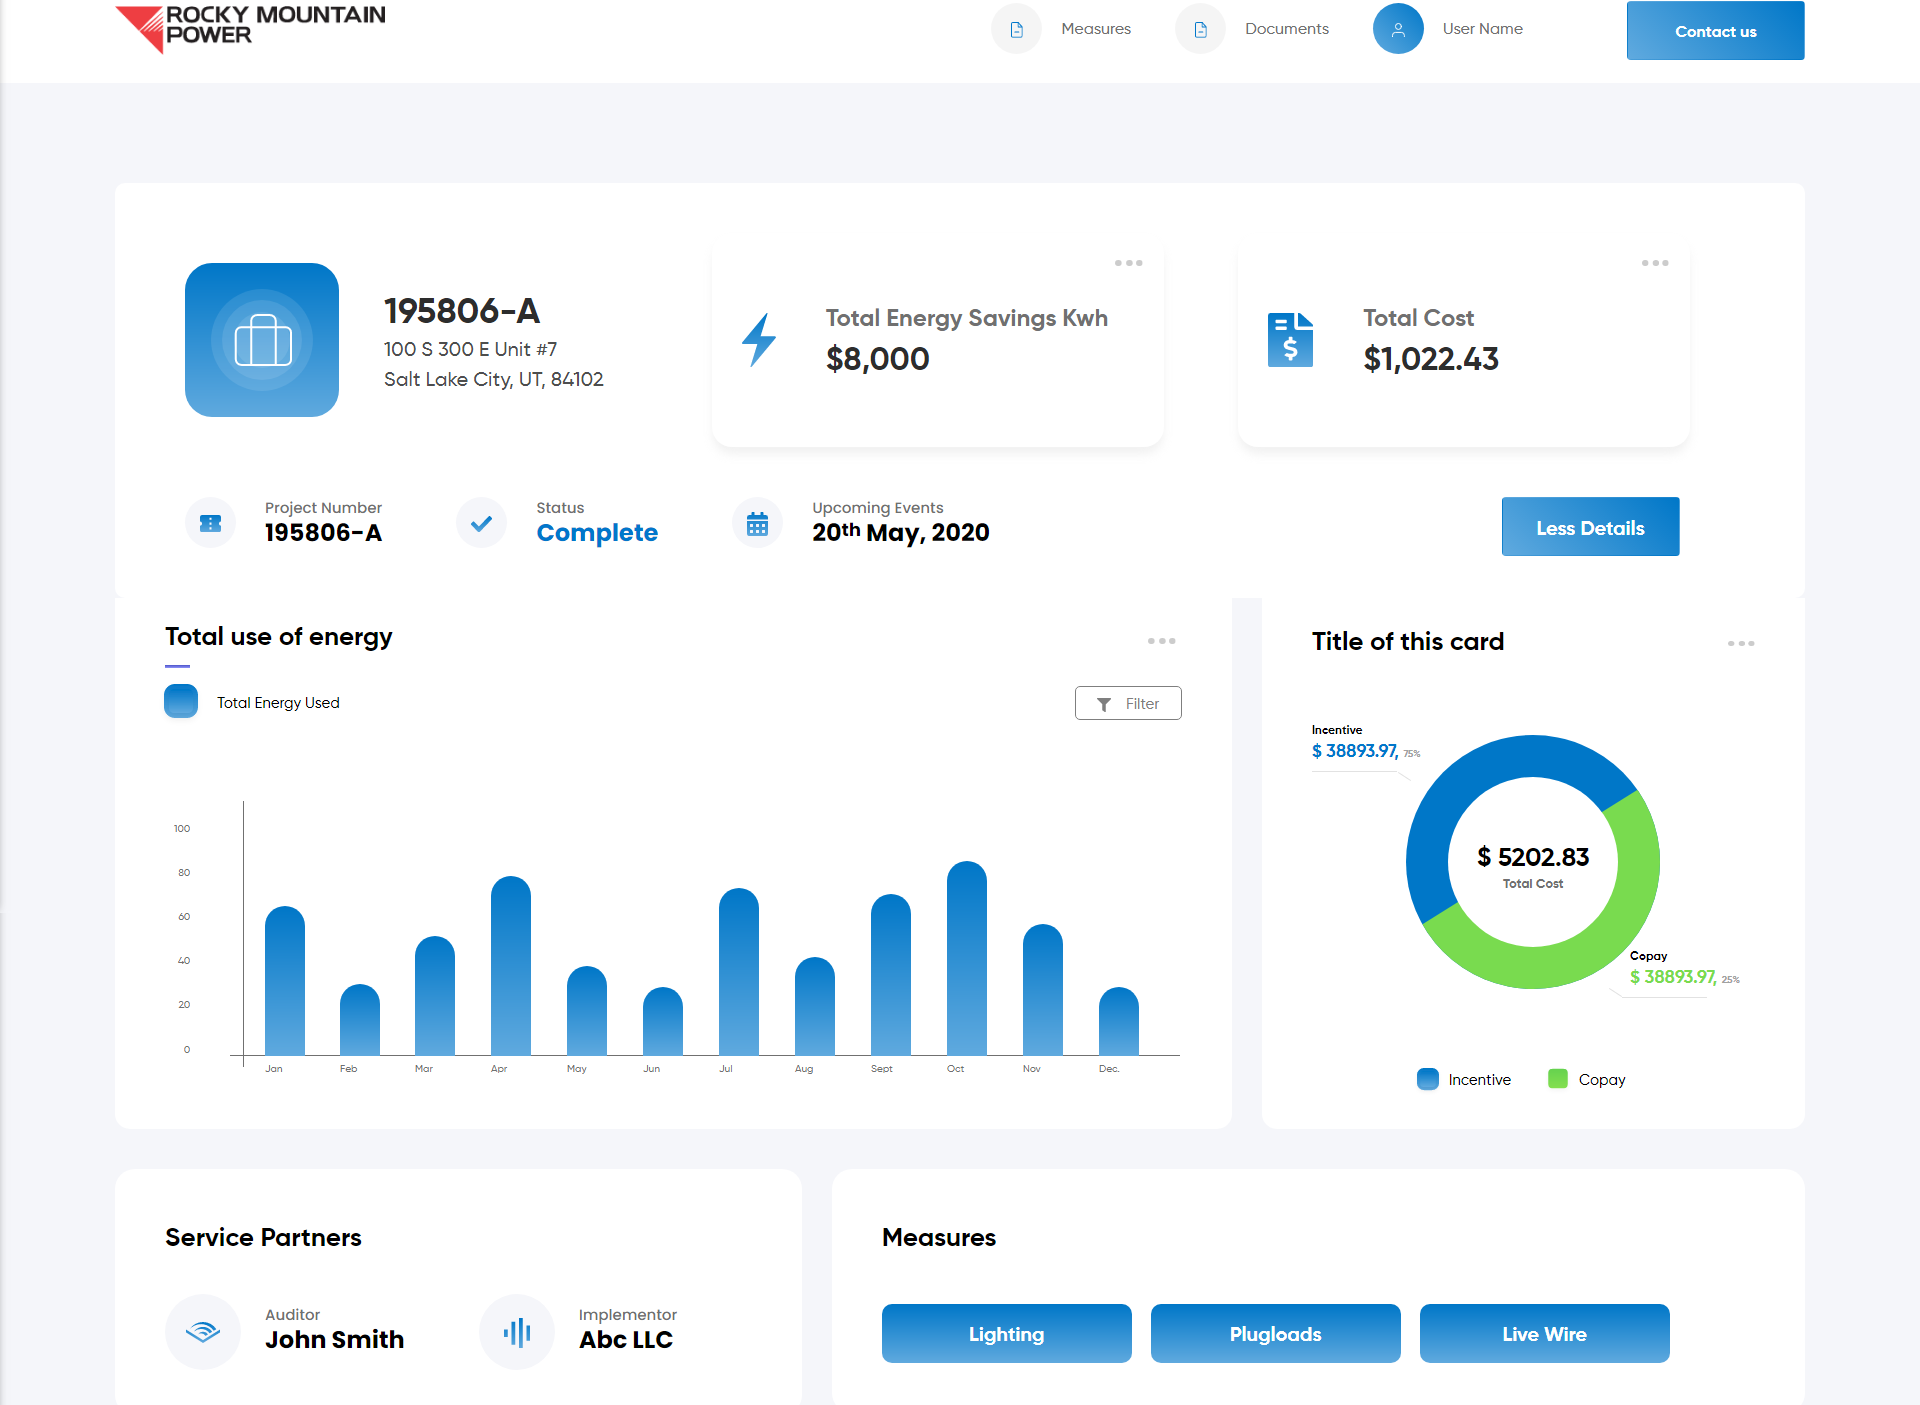 ROCKY MOUNTAIN
POWER
Measures
Documents
User Name
Contact us
195806-A
100 S 300 E Unit #7
Salt Lake City, UT, 84102
Total Energy Savings Kwh
$8,000
Total Cost
$1,022.43
Project Number
195806-A
Status
Complete
Upcoming Events
20th May, 2020
Less Details
Total use of energy
Total Energy Used
Filter
100
80
60
40
20
0
Jan Feb Mar Apr May Jun Jul Aug Sept Oct Nov Dec.
Title of this card
Incentive
$ 38893.97, 75%
$ 5202.83
Total Cost
Copay
$ 38893.97, 25%
Incentive
Copay
Service Partners
Auditor
John Smith
Implementor
Abc LLC
Measures
Lighting
Plugloads
Live Wire